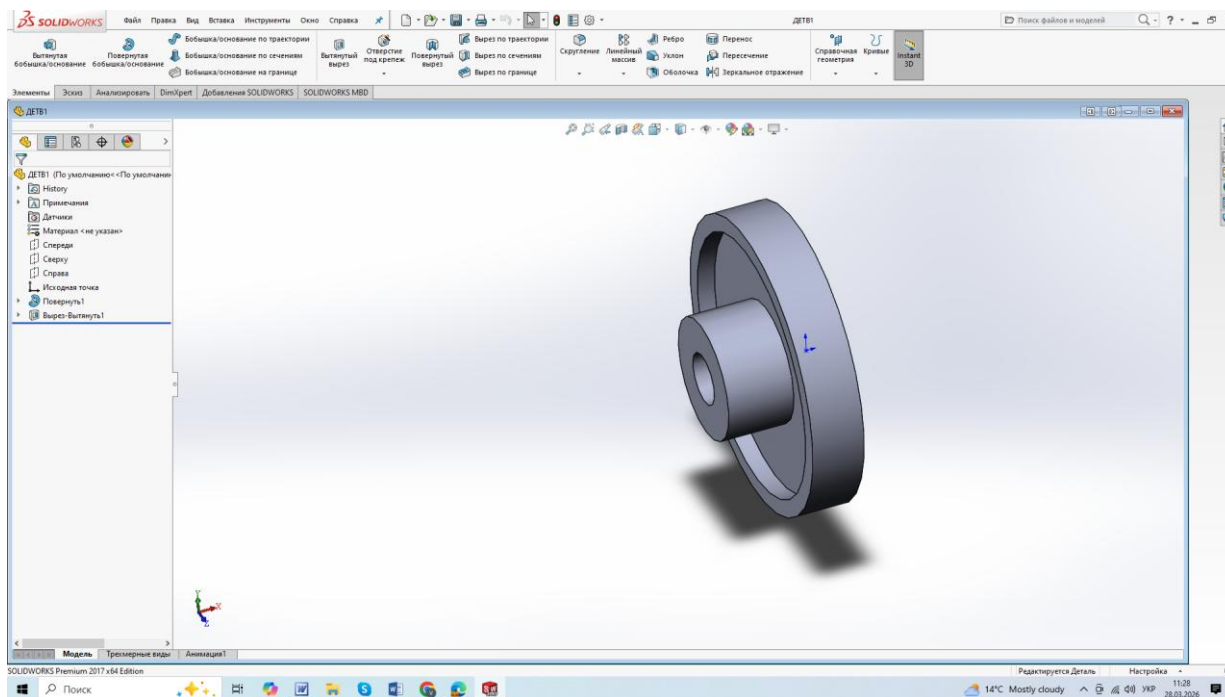 SOLIDWORKS Файл Правка Вид Вставка Инструменты Окно Справка ДЕТВ1 Поиск файлов и моделей
Вытянутая бобышка/основание
Повернутая бобышка/основание
Бобышка/основание по траектории
Бобышка/основание по сечениям
Бобышка/основание на границе
Вытянутый вырез
Отверстие под крепеж
Повернутый вырез
Вырез по траектории
Вырез по сечениям
Вырез по границе
Скругление
Линейный массив
Ребро
Уклон
Оболочка
Перенос
Пересечение
Зеркальное отражение
Справочная геометрия
Кривые
Instant 3D
Элементы Эскиз Анализировать DimXpert Добавления SOLIDWORKS SOLIDWORKS MBD
ДЕТВ1
ДЕТВ1 (По умолчанию<<По умолчани
History
Примечания
Датчики
Материал <не указан>
Спереди
Сверху
Справа
Исходная точка
Повернуть1
Вырез-Вытянуть1
Y
X
Z
Модель Трехмерные виды Анимация1
SOLIDWORKS Premium 2017 x64 Edition Редактируется Деталь Настройка
Поиск 14°C Mostly cloudy УКР 11:28
28.03.2026